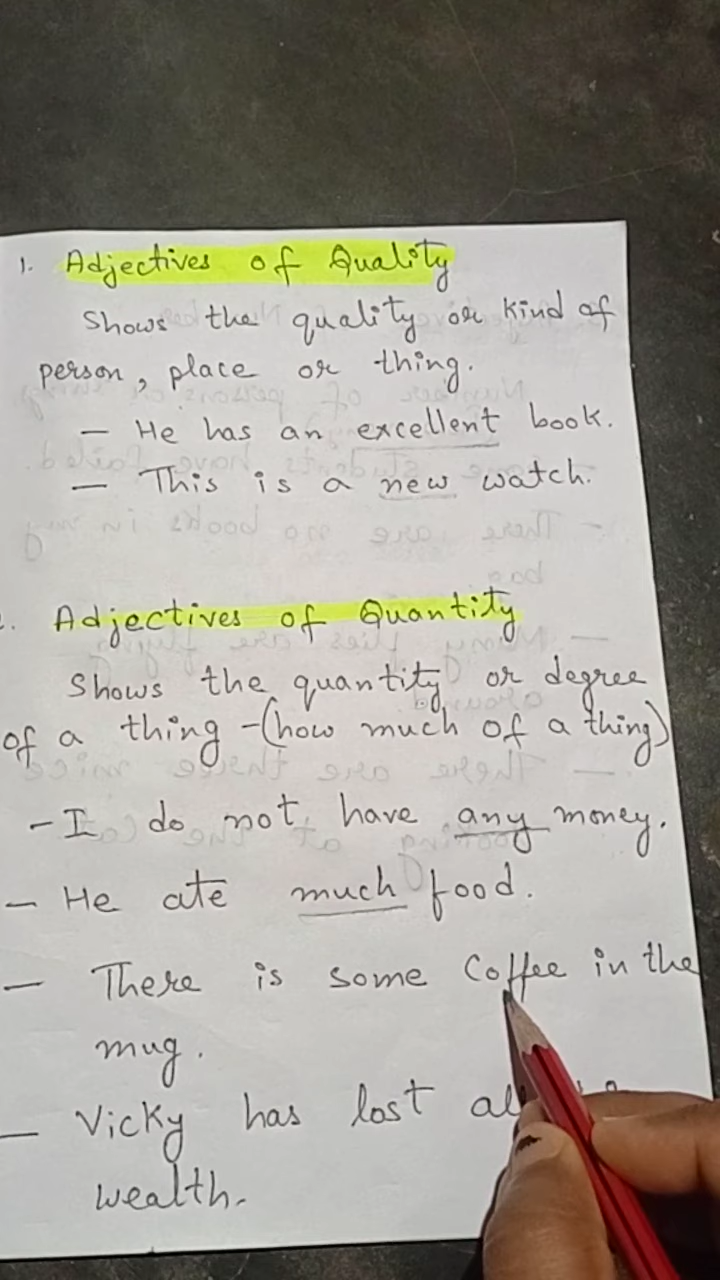 1. Adjectives of Quality
Shows the quality or kind of
person, place or thing.
– He has an excellent book.
– This is a new watch.
. Adjectives of Quantity
Shows the quantity or degree
of a thing –(how much of a thing)
– I do not have any money.
– He ate much food.
– There is some Coffee in the
mug.
– Vicky has lost
wealth.